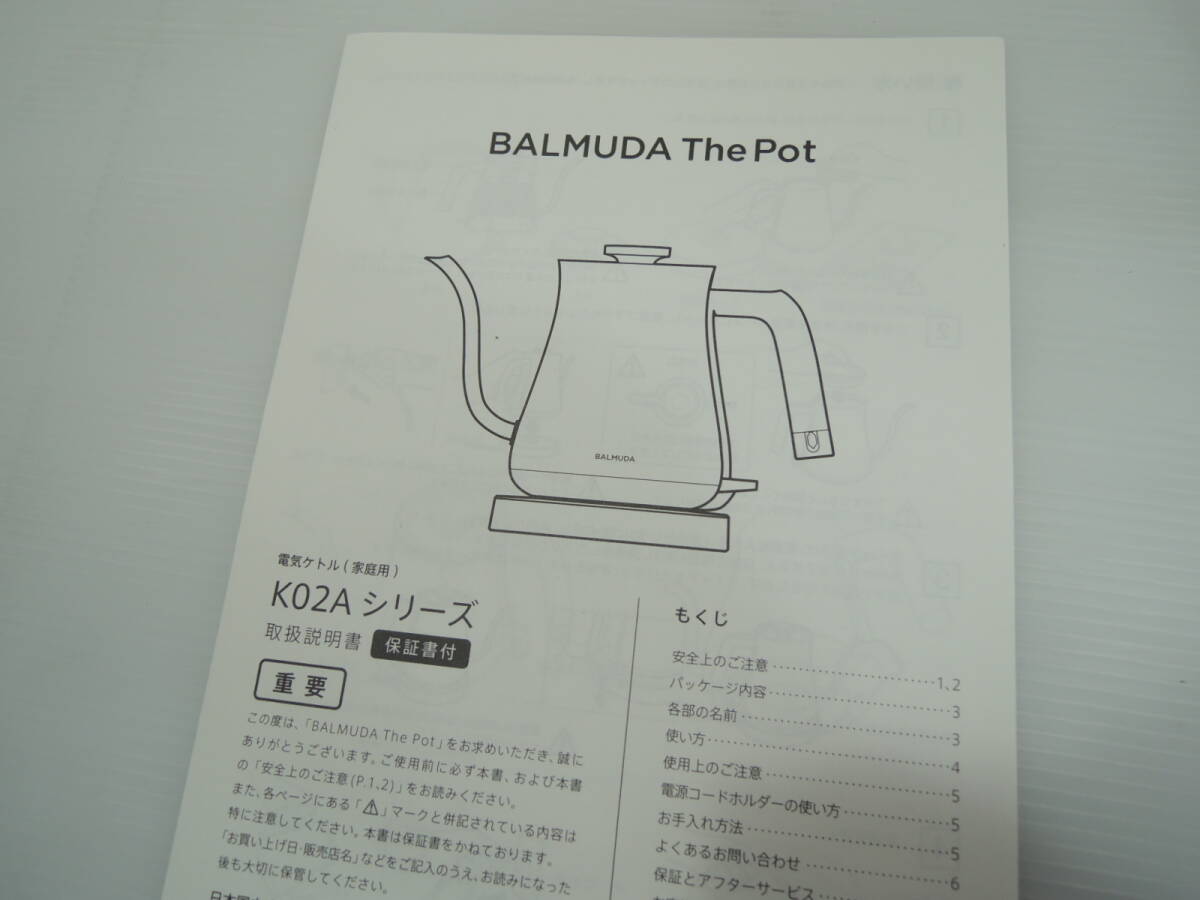 BALMUDA The Pot
BALMUDA
電気ケトル ( 家庭用 )
K02A シリーズ
取扱説明書 保証書付
重 要
この度は、「BALMUDA The Pot」をお求めいただき、誠に
ありがとうございます。ご使用前に必ず本書、および本書
の「安全上のご注意(P.1、2)」をお読みください。
また、各ページにある「⚠」マークと併記されている内容は
特に注意してください。本書は保証書をかねております。
「お買い上げ日・販売店名」などをご記入のうえ、お読みになった
後も大切に保管してください。
もくじ
安全上のご注意 ……………………… 1、2
パッケージ内容 ……………………… 3
各部の名前 ……………………… 3
使い方 ……………………… 4
使用上のご注意 ……………………… 5
電源コードホルダーの使い方 ……………… 5
お手入れ方法 ……………………… 5
よくあるお問い合わせ ……………… 6
保証とアフターサービス ………